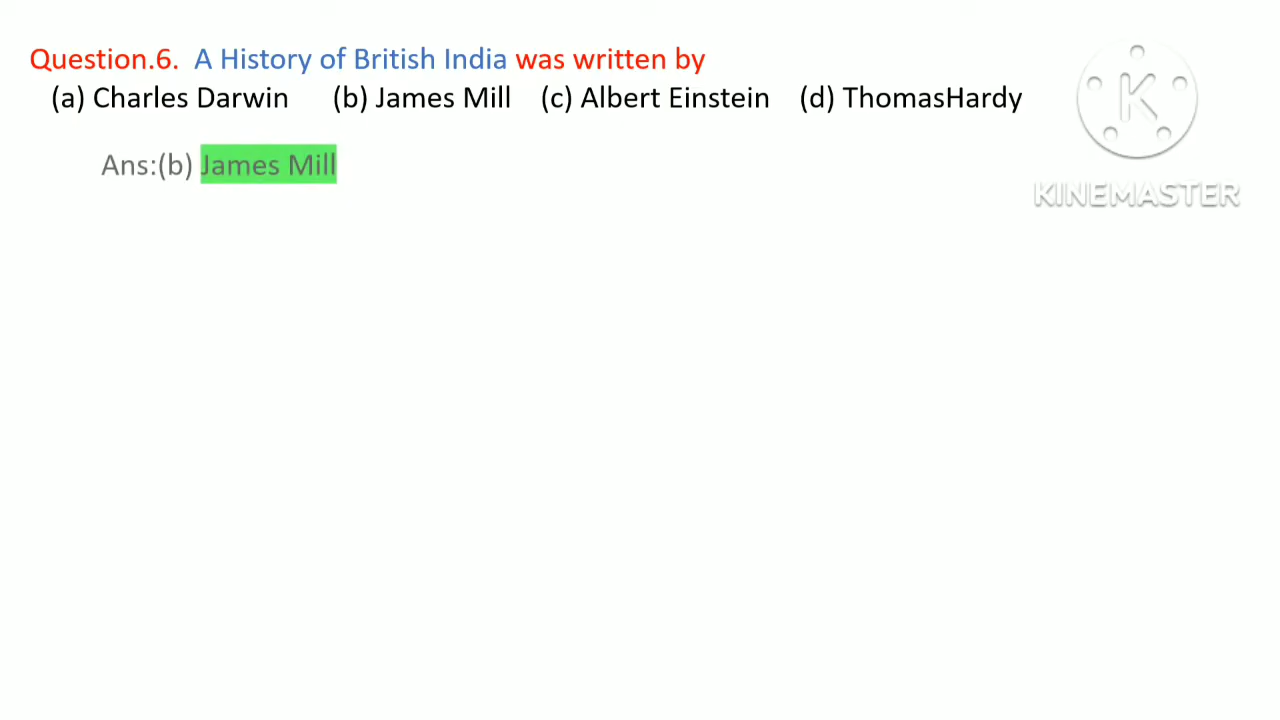 Question.6. A History of British India was written by
(a) Charles Darwin (b) James Mill (c) Albert Einstein (d) ThomasHardy
Ans:(b) James Mill
K
KINEMASTER